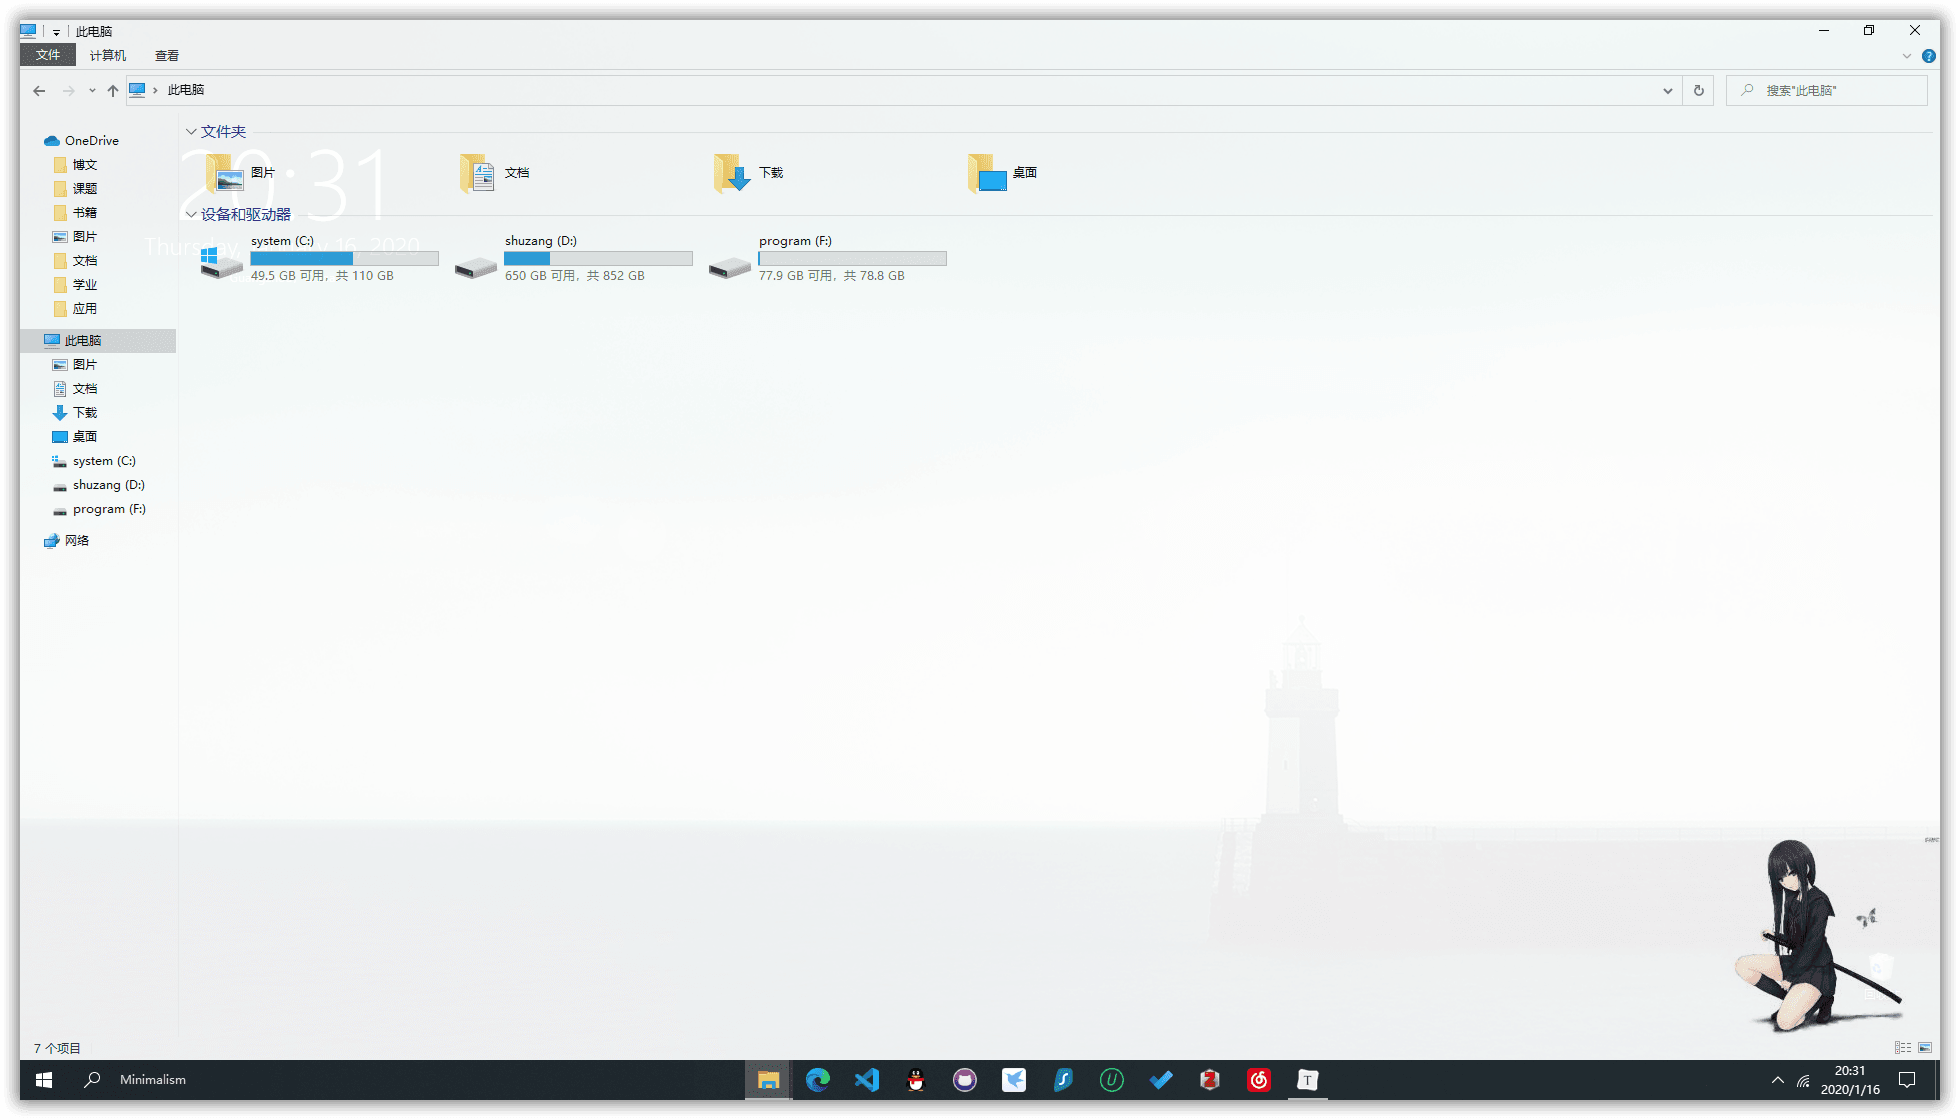 此电脑
文件 计算机 查看
此电脑 搜索"此电脑"
OneDrive
博文
课题
书籍
图片
文档
学业
应用
此电脑
图片
文档
下载
桌面
system (C:)
shuzang (D:)
program (F:)
网络
文件夹
20:31
图片 文档 下载 桌面
设备和驱动器
Thursday, 16, 2020
system (C:) shuzang (D:) program (F:)
49.5 GB 可用，共 110 GB 650 GB 可用，共 852 GB 77.9 GB 可用，共 78.8 GB
7 个项目
Minimalism
20:31
2020/1/16